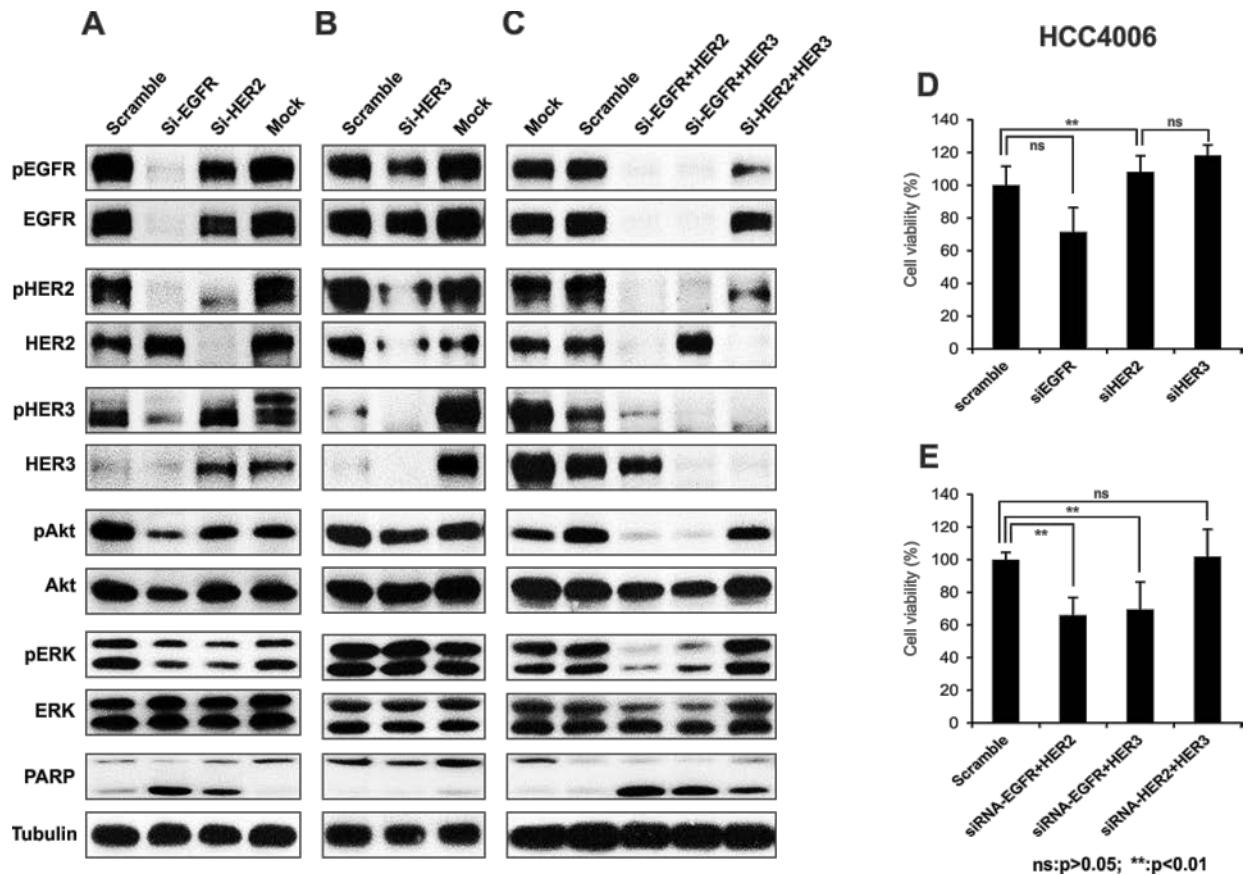 A
Scramble
Si-EGFR
Si-HER2
Mock
B
Scramble
Si-HER3
Mock
C
Mock
Scramble
Si-EGFR+HER2
Si-EGFR+HER3
Si-HER2+HER3
pEGFR
EGFR
pHER2
HER2
pHER3
HER3
pAkt
Akt
pERK
ERK
PARP
Tubulin
HCC4006
D
Cell viability (%)
140
120
100
80
60
40
20
0
**
ns
ns
scramble
siEGFR
siHER2
siHER3
E
Cell viability (%)
140
120
100
80
60
40
20
0
ns
**
**
Scramble
siRNA-EGFR+HER2
siRNA-EGFR+HER3
siRNA-HER2+HER3
ns:p>0.05; **:p<0.01